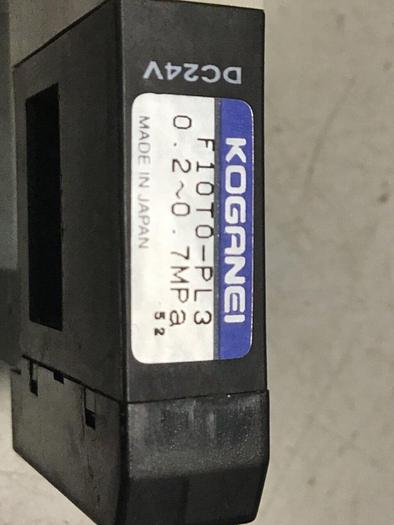 DC24V
KOGANEI
F10T0-PL3
0.2~0.7MPa
52
MADE IN JAPAN